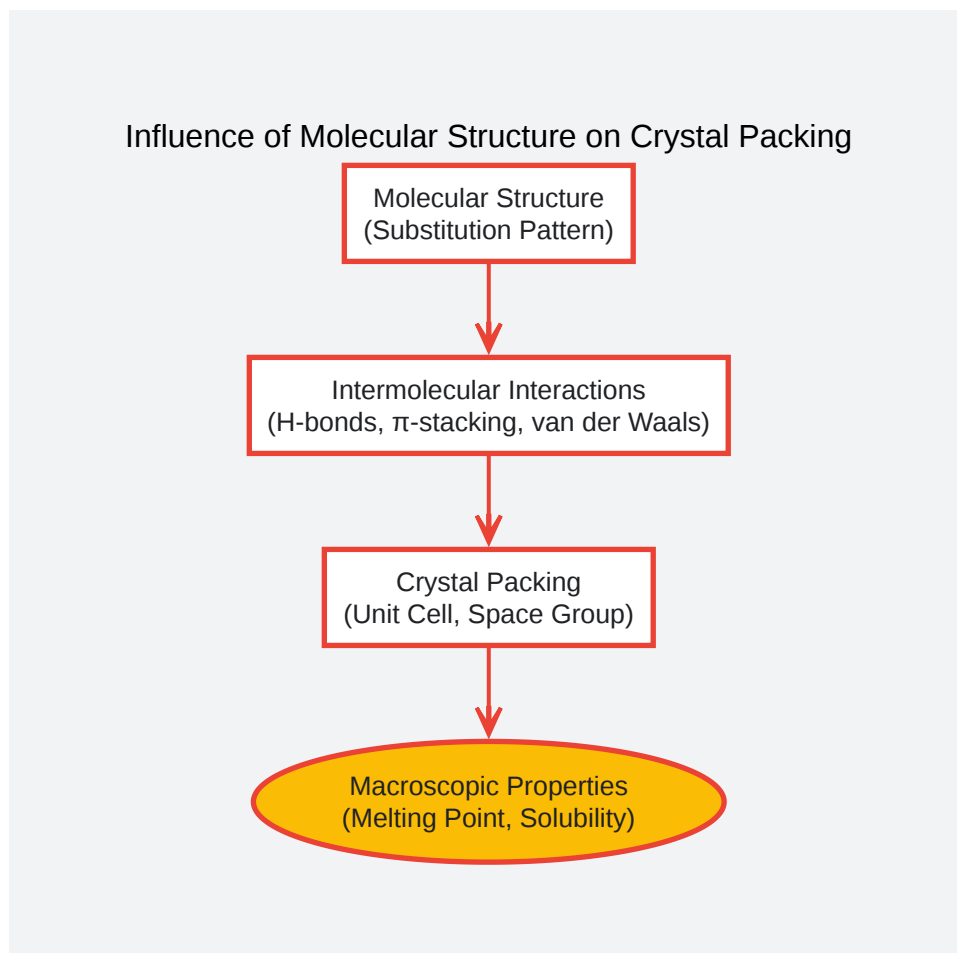 Influence of Molecular Structure on Crystal Packing
Molecular Structure
(Substitution Pattern)
Intermolecular Interactions
(H-bonds, π-stacking, van der Waals)
Crystal Packing
(Unit Cell, Space Group)
Macroscopic Properties
(Melting Point, Solubility)